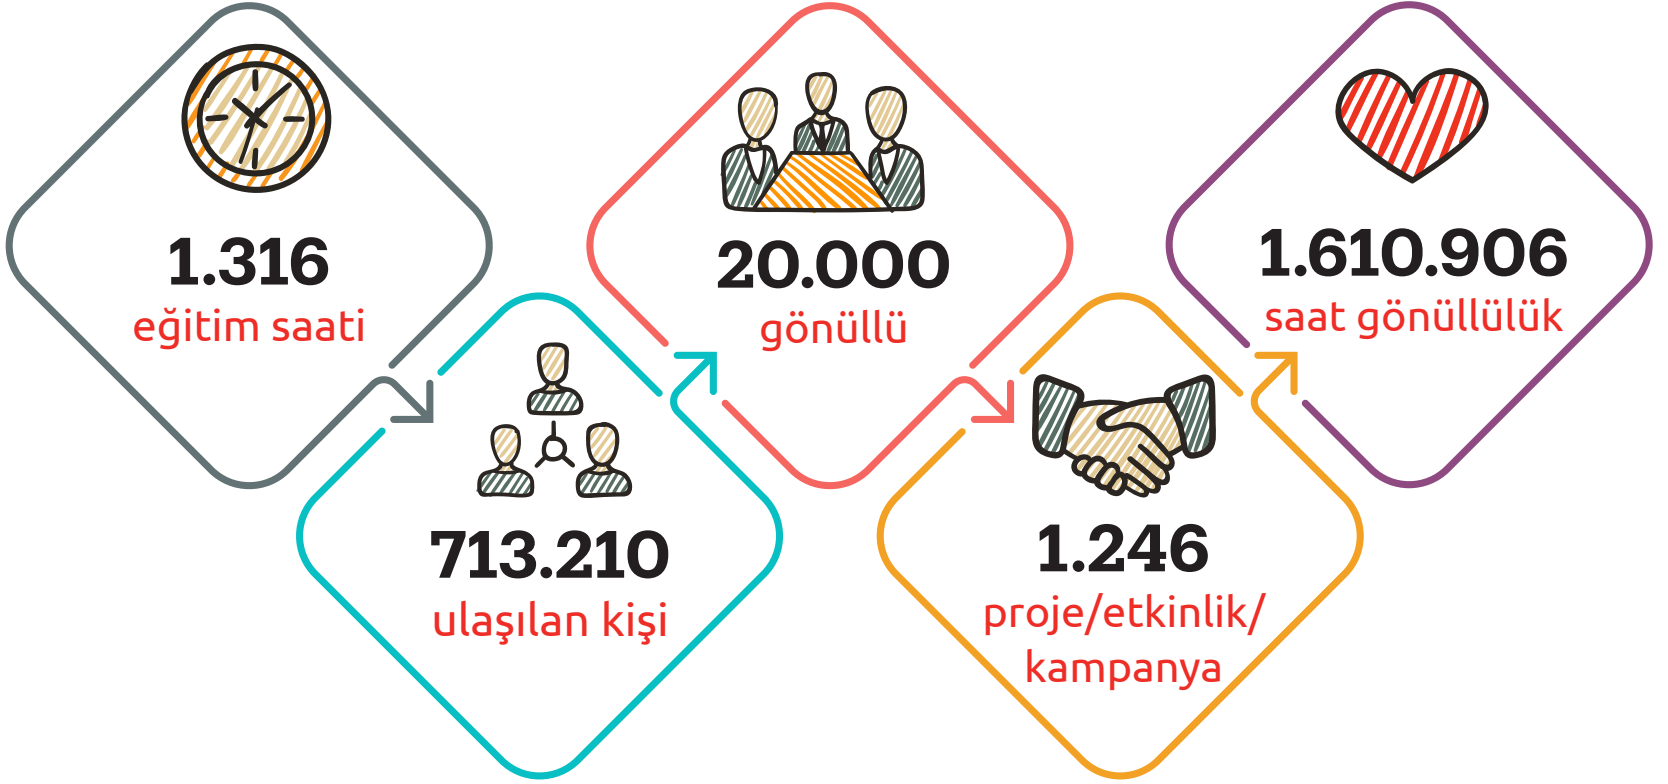 1.316
eğitim saati
713.210
ulaşılan kişi
20.000
gönüllü
1.246
proje/etkinlik/
kampanya
1.610.906
saat gönüllülük